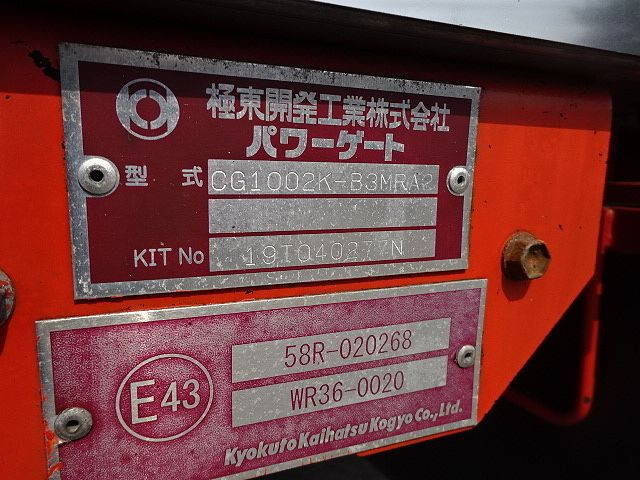 極東開発工業株式会社
パワーゲート
型 式 CG1002K-B3MRA2
KIT No 19T040277N
E43
58R-020268
WR36-0020
Kyokuto Kaihatsu Kogyo Co., Ltd.